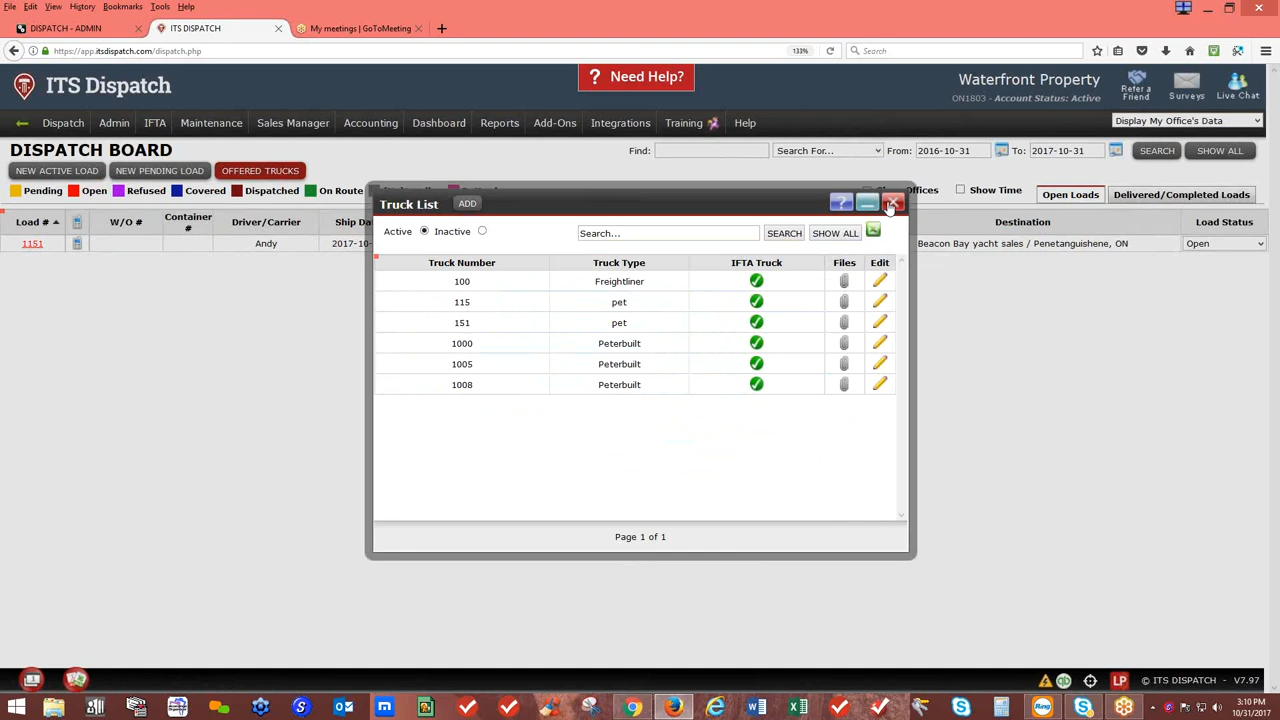 File Edit View History Bookmarks Tools Help
DISPATCH - ADMIN ITS DISPATCH My meetings | GoToMeeting
https://app.itsdispatch.com/dispatch.php 133% Search
ITS Dispatch ? Need Help? Waterfront Property Refer a Friend Surveys Live Chat
ON1803 - Account Status: Active
Dispatch Admin IFTA Maintenance Sales Manager Accounting Dashboard Reports Add-Ons Integrations Training Help Display My Office's Data
DISPATCH BOARD Find: Search For... From: 2016-10-31 To: 2017-10-31 SEARCH SHOW ALL
NEW ACTIVE LOAD NEW PENDING LOAD OFFERED TRUCKS
Pending Open Refused Covered Dispatched On Route Offices Show Time Open Loads Delivered/Completed Loads
Load # W/O # Container # Driver/Carrier Ship Da Destination Load Status
1151 Andy 2017-10- Beacon Bay yacht sales / Penetanguishene, ON Open
Truck List ADD ?
Active Inactive Search... SEARCH SHOW ALL
Truck Number Truck Type IFTA Truck Files Edit
100 Freightliner
115 pet
151 pet
1000 Peterbuilt
1005 Peterbuilt
1008 Peterbuilt
Page 1 of 1
LP © ITS DISPATCH - V7.97
3:10 PM
10/31/2017